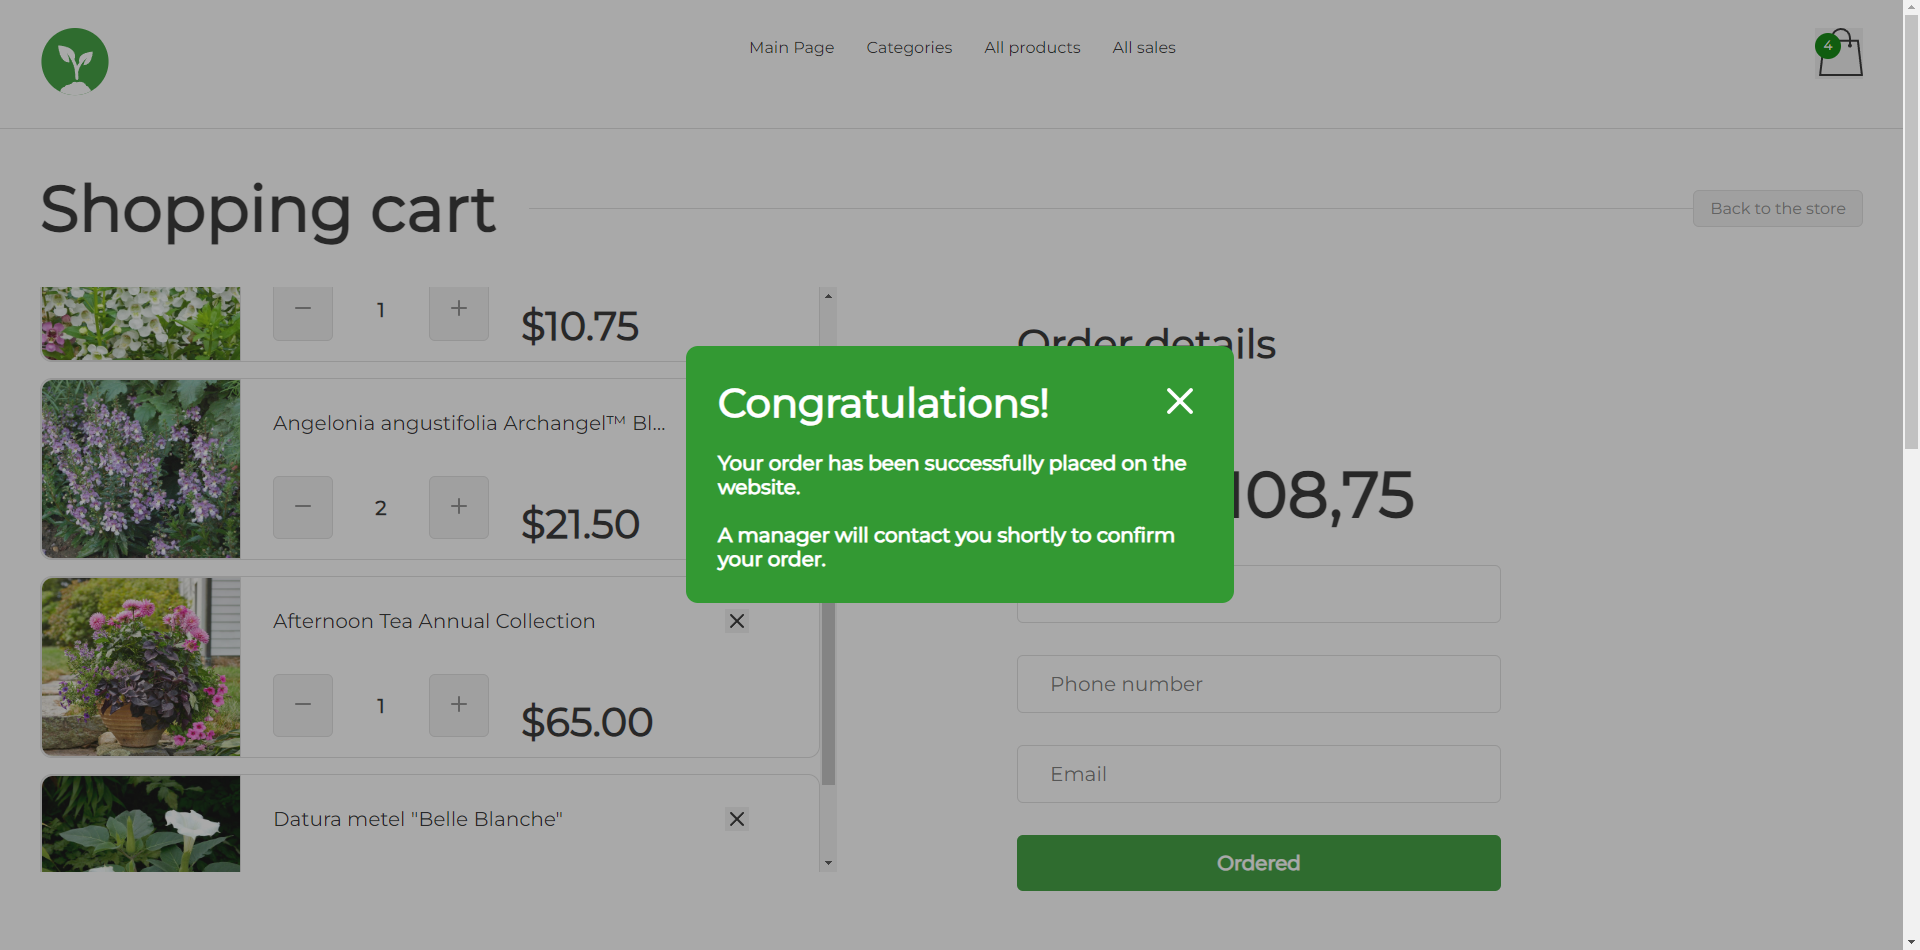 Main Page Categories All products All sales
4
Shopping cart
Back to the store
1
$10.75
Angelonia angustifolia Archangel™ Bl...
2
$21.50
Afternoon Tea Annual Collection
1
$65.00
Datura metel "Belle Blanche"
Order details
108,75
Phone number
Email
Ordered
Congratulations!
Your order has been successfully placed on the
website.
A manager will contact you shortly to confirm
your order.